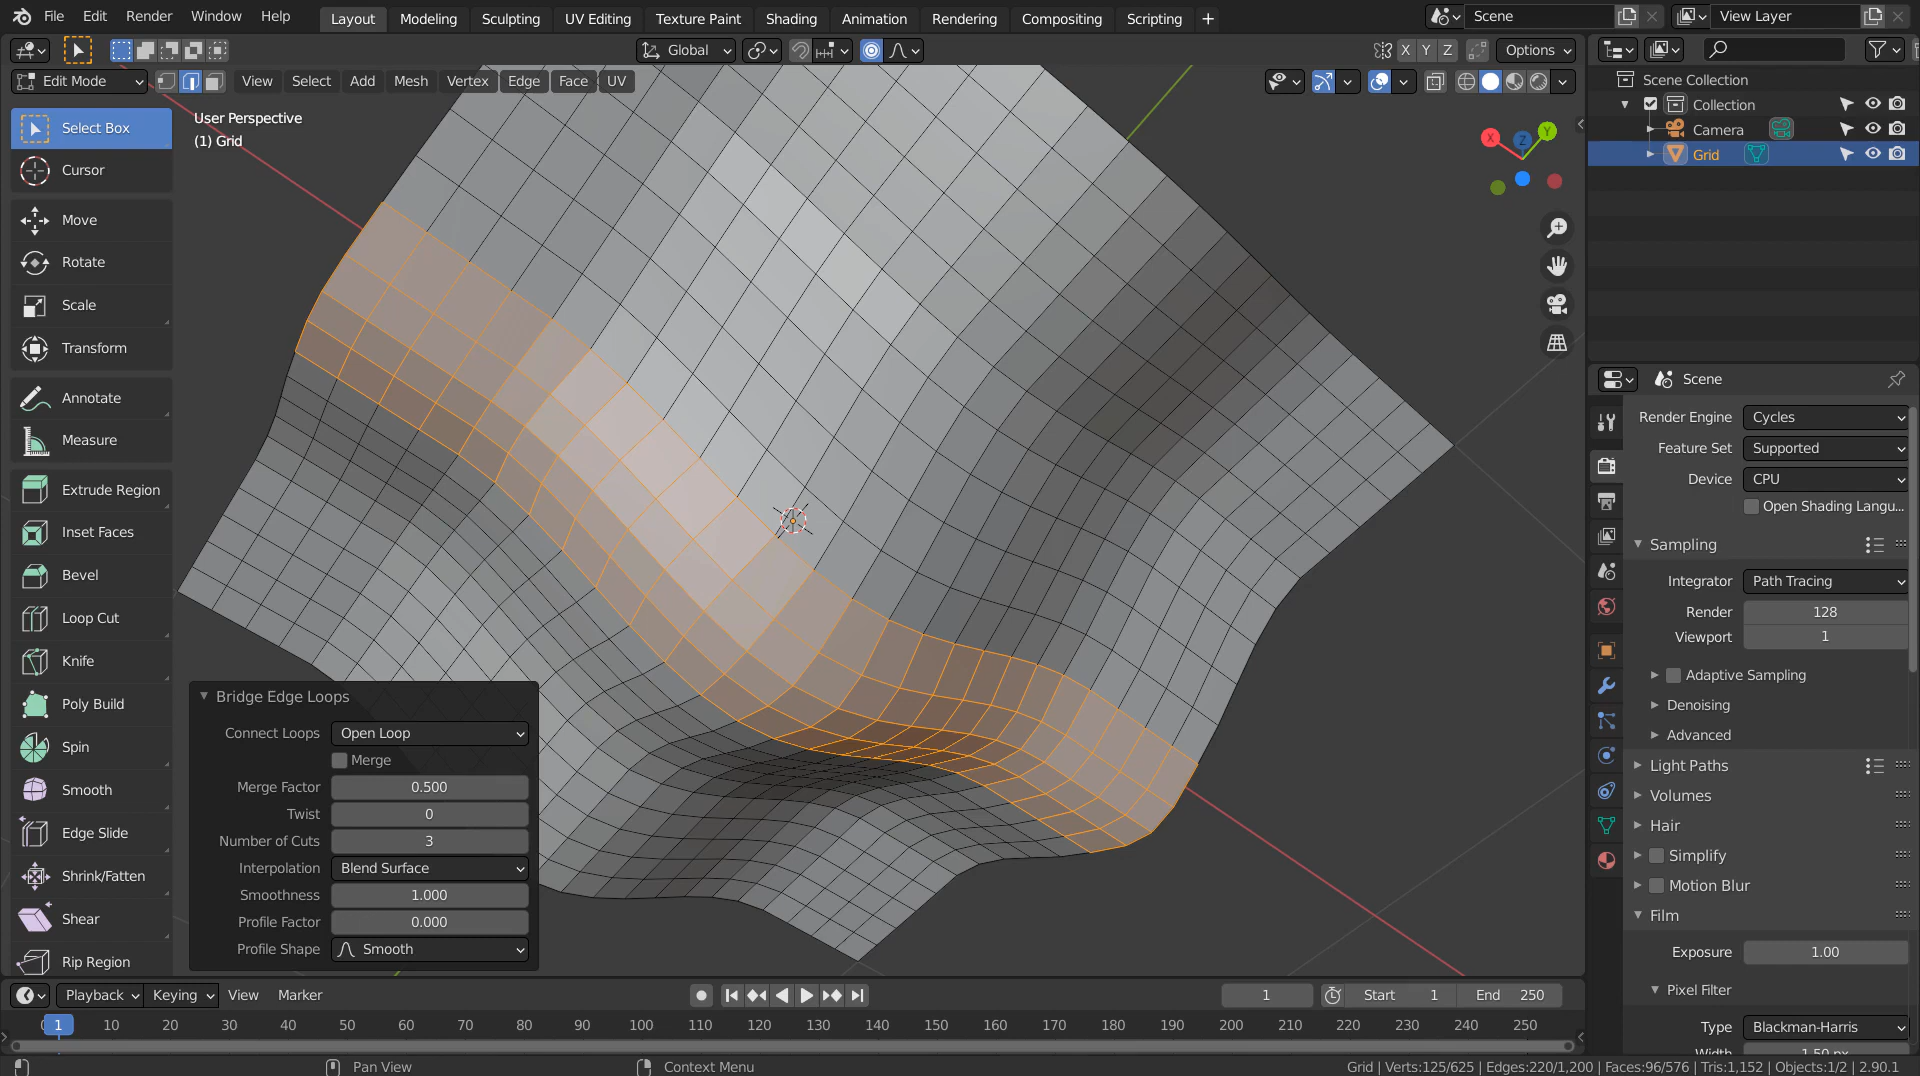 File Edit Render Window Help Layout Modeling Sculpting UV Editing Texture Paint Shading Animation Rendering Compositing Scripting + Scene View Layer
Global X Y Z Options
Edit Mode View Select Add Mesh Vertex Edge Face UV
Scene Collection
Collection
Camera
Grid
User Perspective
(1) Grid
X Y Z
Select Box
Cursor
Move
Rotate
Scale
Transform
Annotate
Measure
Extrude Region
Inset Faces
Bevel
Loop Cut
Knife
Poly Build
Spin
Smooth
Edge Slide
Shrink/Fatten
Shear
Rip Region
Bridge Edge Loops
Connect Loops Open Loop
Merge
Merge Factor 0.500
Twist 0
Number of Cuts 3
Interpolation Blend Surface
Smoothness 1.000
Profile Factor 0.000
Profile Shape Smooth
Scene
Render Engine Cycles
Feature Set Supported
Device CPU
Open Shading Langu...
Sampling
Integrator Path Tracing
Render 128
Viewport 1
Adaptive Sampling
Denoising
Advanced
Light Paths
Volumes
Hair
Simplify
Motion Blur
Film
Exposure 1.00
Pixel Filter
Type Blackman-Harris
Width 1.50 px
Playback Keying View Marker 1 Start 1 End 250
1 10 20 30 40 50 60 70 80 90 100 110 120 130 140 150 160 170 180 190 200 210 220 230 240 250
Pan View Context Menu Grid | Verts:125/625 | Edges:220/1,200 | Faces:96/576 | Tris:1,152 | Objects:1/2 | 2.90.1